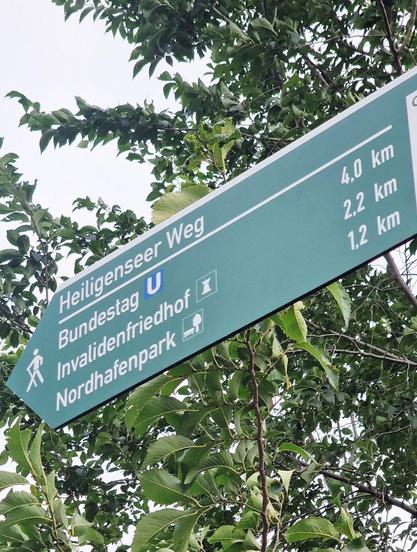 Heiligenseer Weg
Bundestag U 4.0 km
Invalidenfriedhof 2.2 km
Nordhafenpark 1.2 km